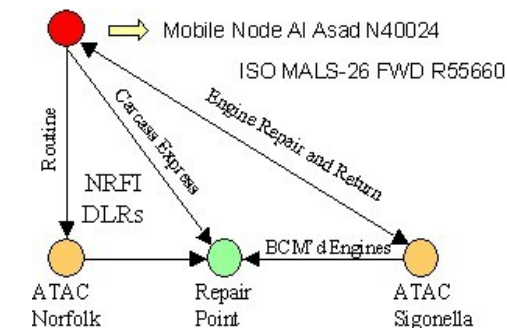 Mobile Node Al Asad N40024
ISO MALS-26 FWD R55660
Engine Repair and Return
Carcass Express
Routine
NRFI
DLRs
BCM'd Engines
ATAC
Norfolk
Repair
Point
ATAC
Sigonella